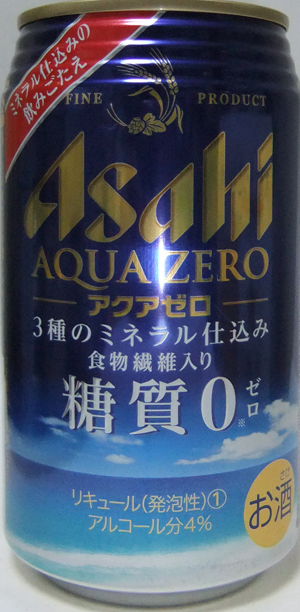 ミネラル仕込みの
飲みごたえ
FINE PRODUCT
Asahi
AQUA ZERO
アクアゼロ
3種のミネラル仕込み
食物繊維入り
糖質0ゼロ※
リキュール(発泡性)①
アルコール分4%
さけ
お酒